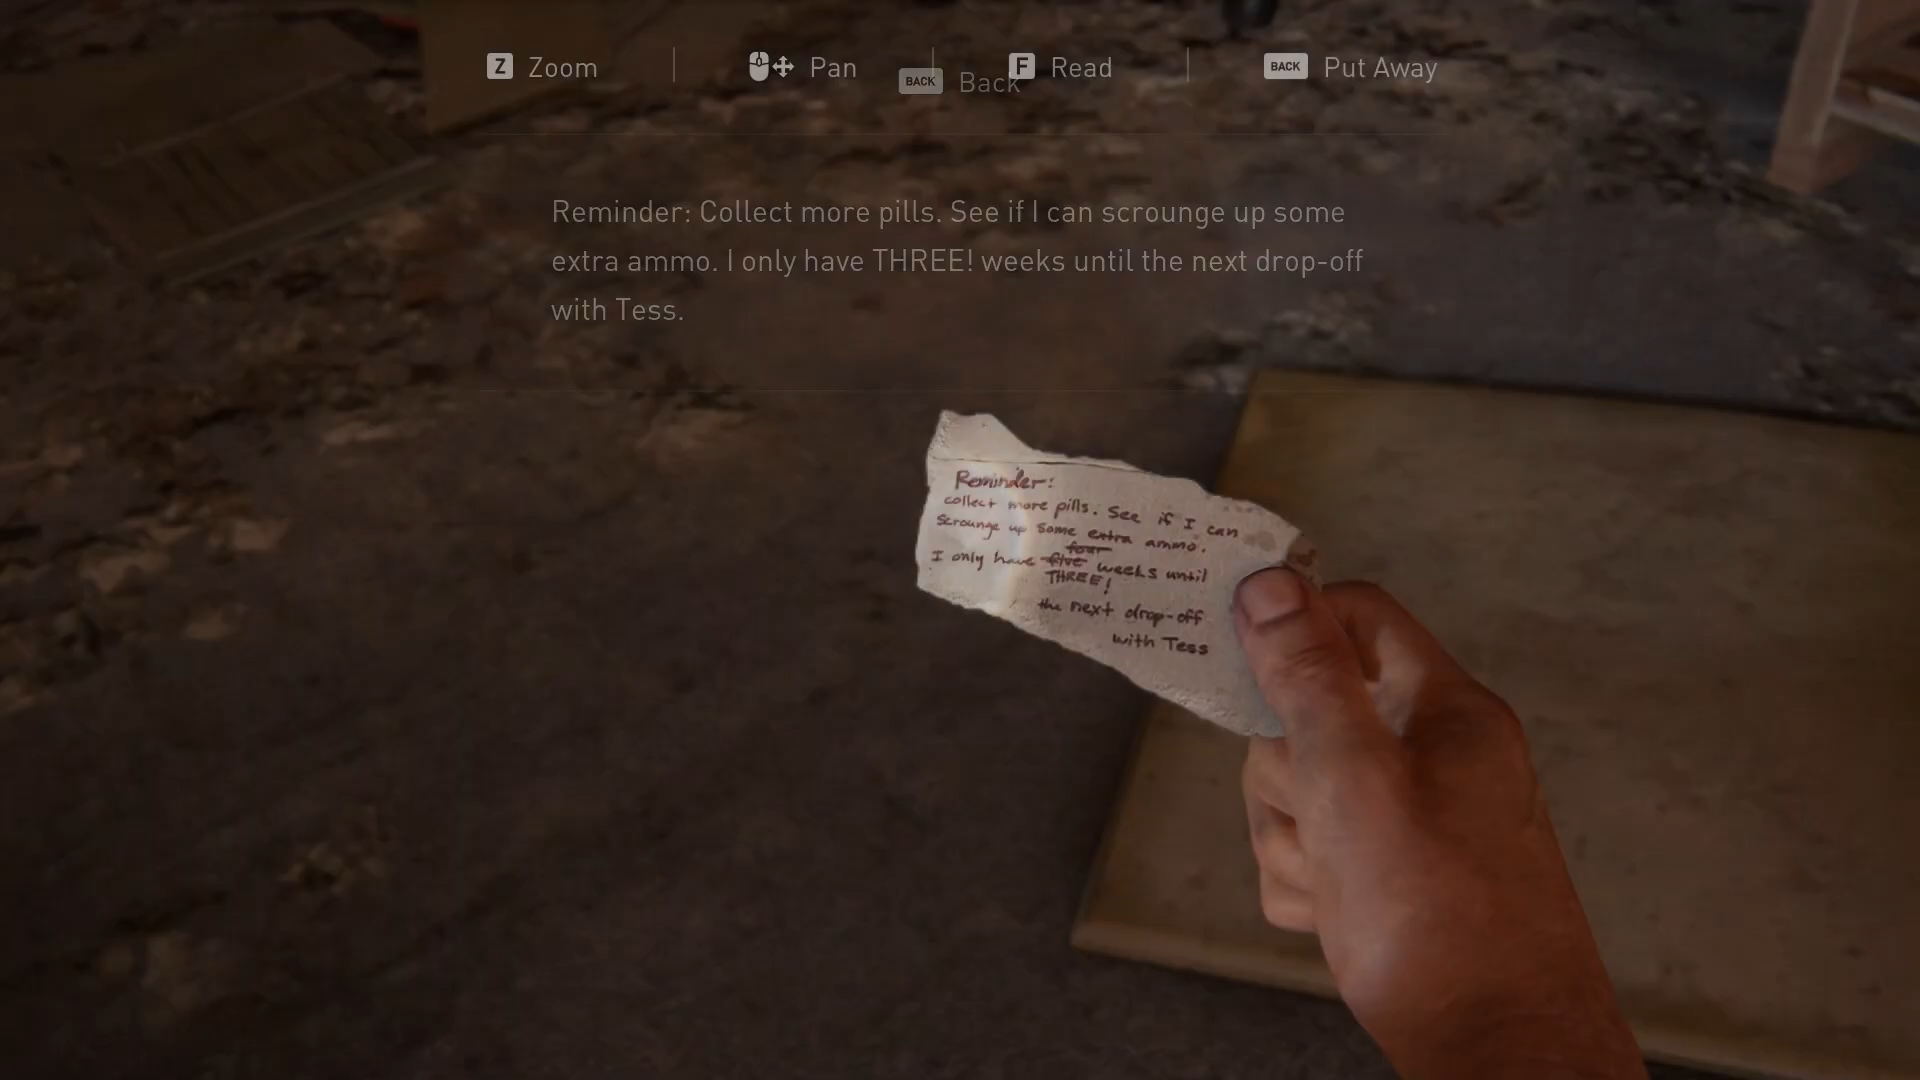 Z Zoom
Pan
F Read
BACK Put Away
BACK Back
Reminder: Collect more pills. See if I can scrounge up some
extra ammo. I only have THREE! weeks until the next drop-off
with Tess.
Reminder:
collect more pills. See if I can
scrounge up some extra ammo.
four
I only have five weeks until
THREE!
the next drop-off
with Tess